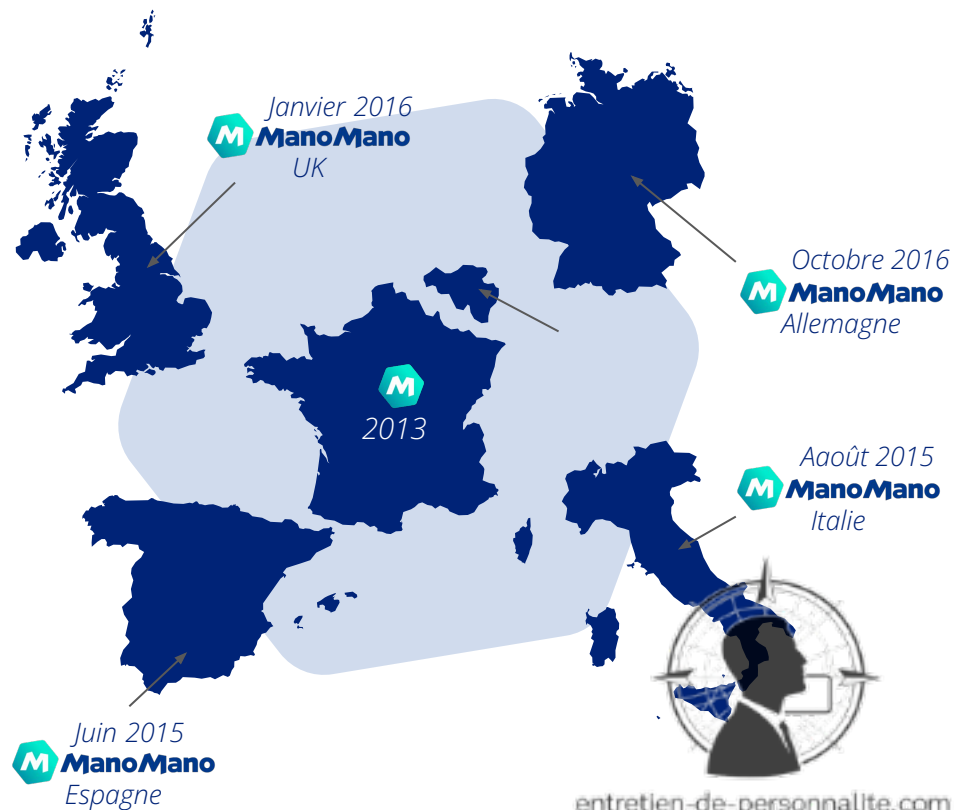 Janvier 2016
M ManoMano
UK
Octobre 2016
M ManoMano
Allemagne
M
2013
Aaoût 2015
M ManoMano
Italie
Juin 2015
M ManoMano
Espagne
entretien-de-personnalite.com